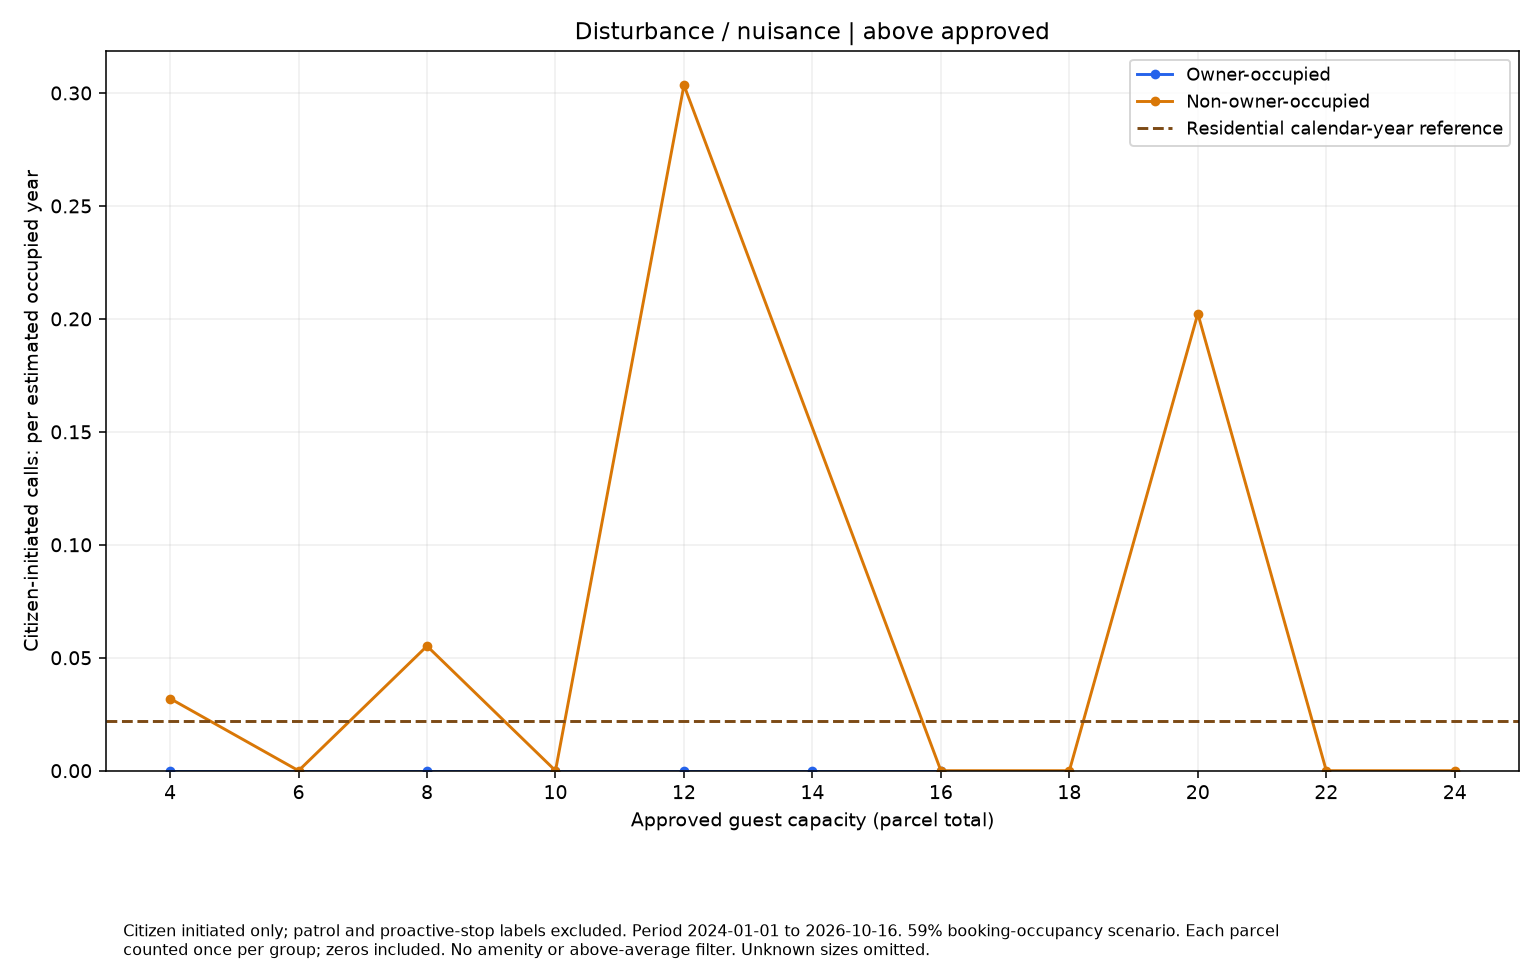 Disturbance / nuisance | above approved
Owner-occupied
Non-owner-occupied
Residential calendar-year reference
Citizen-initiated calls: per estimated occupied year
0.30
0.25
0.20
0.15
0.10
0.05
0.00
4 6 8 10 12 14 16 18 20 22 24
Approved guest capacity (parcel total)
Citizen initiated only; patrol and proactive-stop labels excluded. Period 2024-01-01 to 2026-10-16. 59% booking-occupancy scenario. Each parcel
counted once per group; zeros included. No amenity or above-average filter. Unknown sizes omitted.